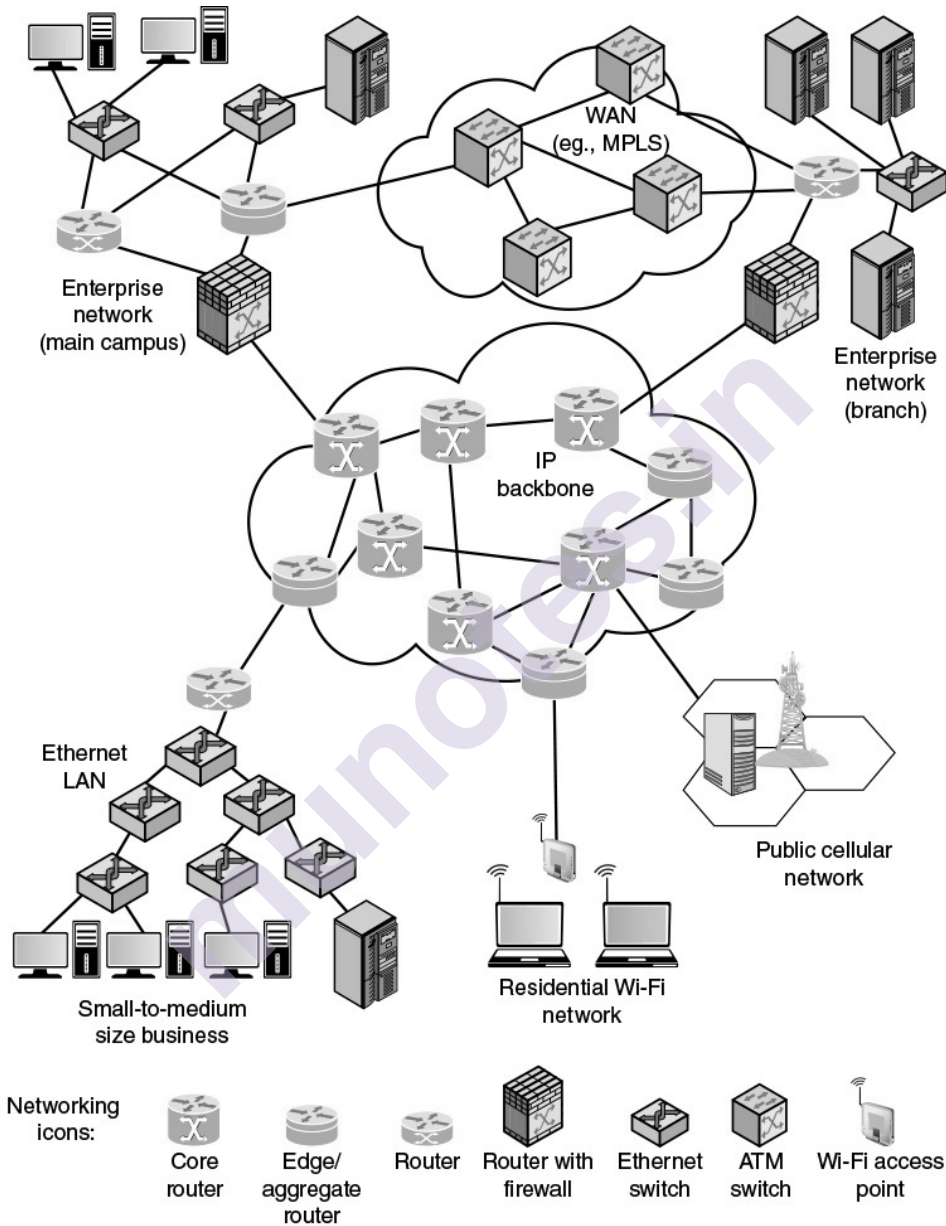 WAN
(eg., MPLS)
Enterprise
network
(main campus)
Enterprise
network
(branch)
IP
backbone
Ethernet
LAN
Public cellular
network
Residential Wi-Fi
network
Small-to-medium
size business
munotes.in
Networking
icons:
Core
router
Edge/
aggregate
router
Router
Router with
firewall
Ethernet
switch
ATM
switch
Wi-Fi access
point